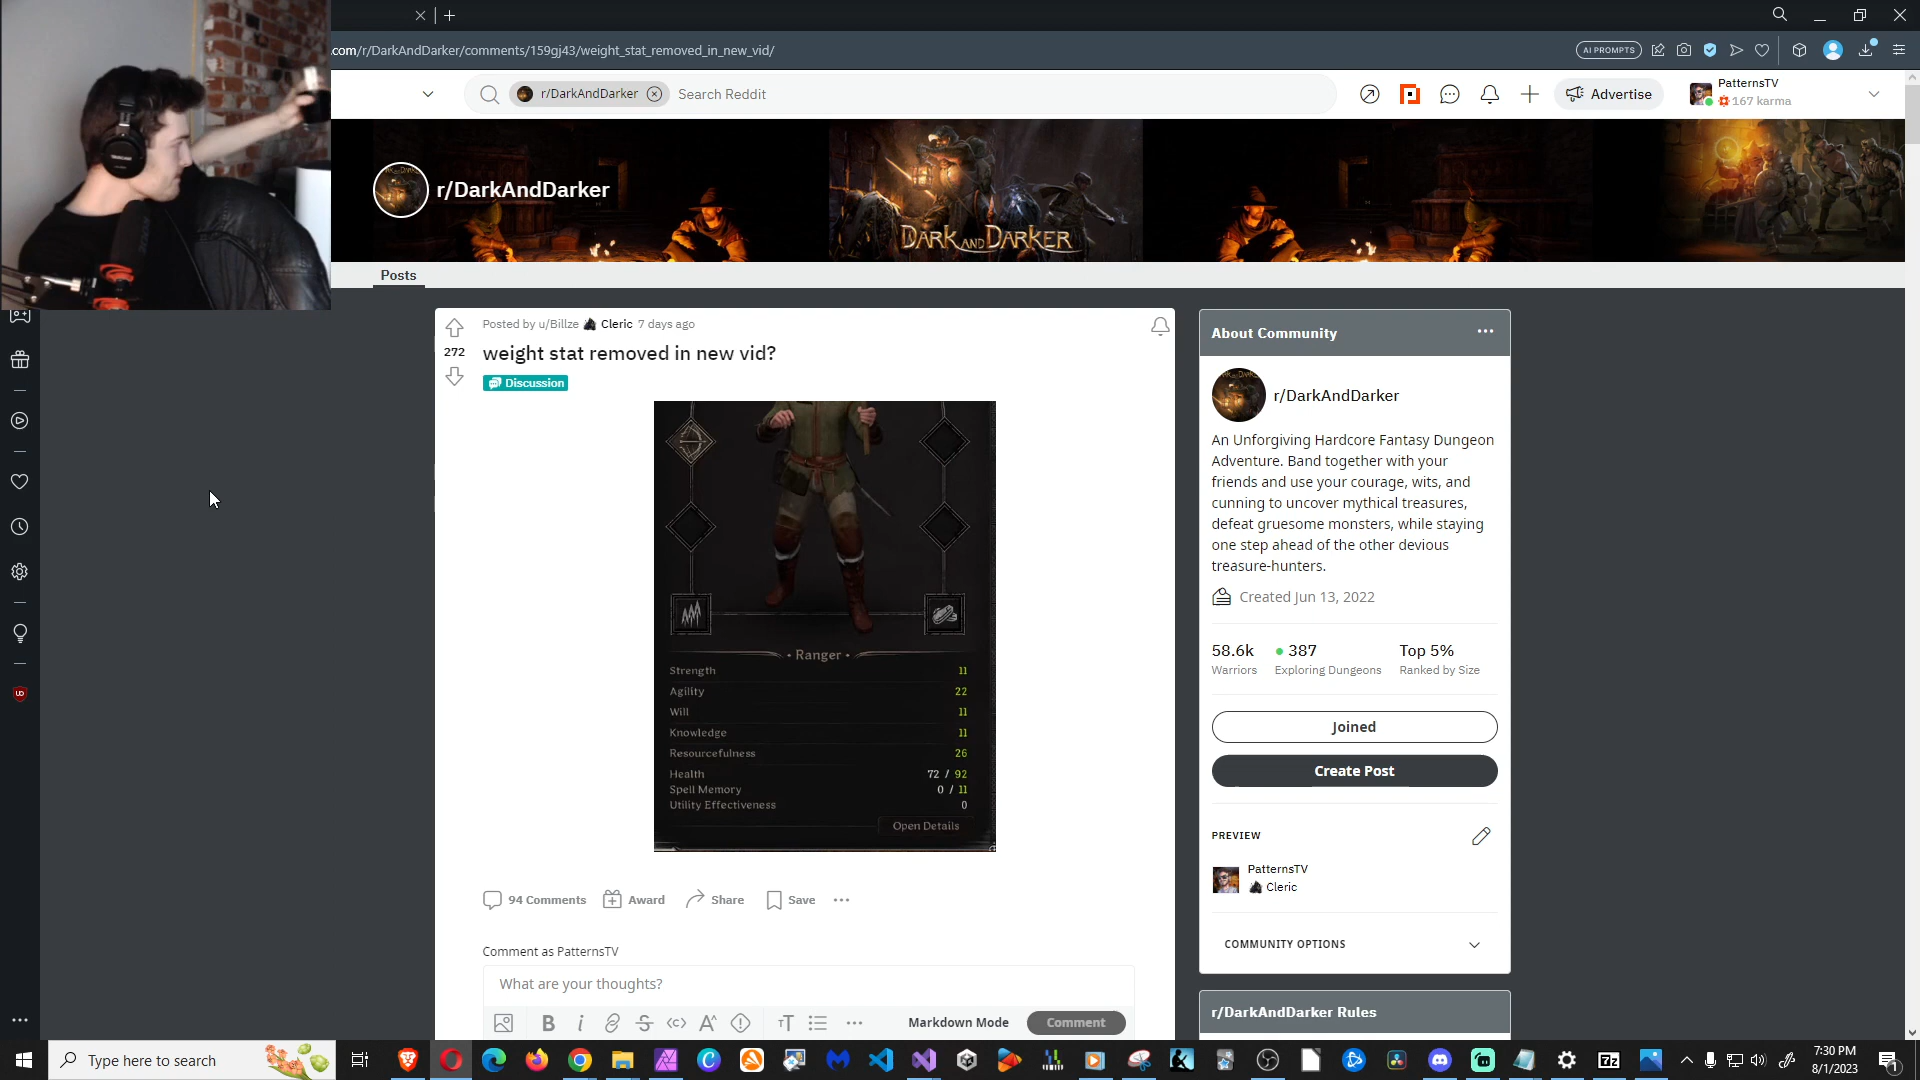 .com/r/DarkAndDarker/comments/159gj43/weight_stat_removed_in_new_vid/
AI PROMPTS
r/DarkAndDarker
Search Reddit
Advertise
PatternsTV
167 karma
r/DarkAndDarker
DARK AND DARKER
Posts
Posted by u/Billze Cleric 7 days ago
272
weight stat removed in new vid?
Discussion
Ranger
Strength 11
Agility 22
Will 11
Knowledge 11
Resourcefulness 26
Health 72 / 92
Spell Memory 0 / 11
Utility Effectiveness 0
Open Details
94 Comments Award Share Save
Comment as PatternsTV
What are your thoughts?
Markdown Mode Comment
About Community
r/DarkAndDarker
An Unforgiving Hardcore Fantasy Dungeon
Adventure. Band together with your
friends and use your courage, wits, and
cunning to uncover mythical treasures,
defeat gruesome monsters, while staying
one step ahead of the other devious
treasure-hunters.
Created Jun 13, 2022
58.6k 387 Top 5%
Warriors Exploring Dungeons Ranked by Size
Joined
Create Post
PREVIEW
PatternsTV
Cleric
COMMUNITY OPTIONS
r/DarkAndDarker Rules
Type here to search
7:30 PM
8/1/2023